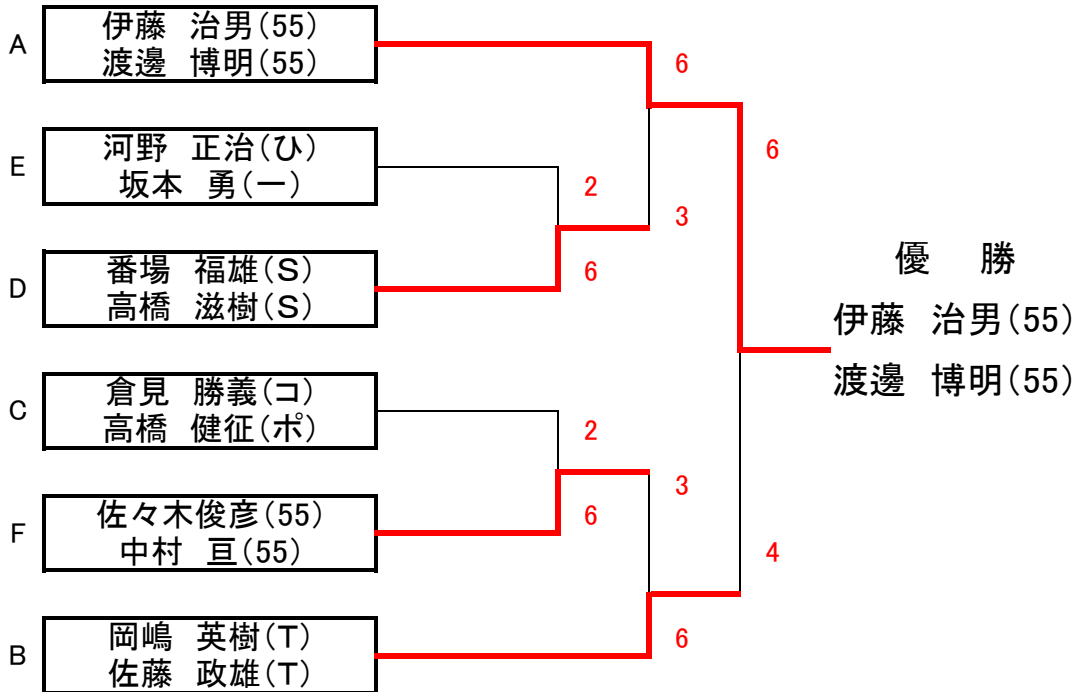 A
伊藤 治男(55)
渡邊 博明(55)
6
E
河野 正治(ひ)
坂本 勇(一)
2
6
3
D
番場 福雄(S)
高橋 滋樹(S)
6
優 勝
伊藤 治男(55)
渡邊 博明(55)
C
倉見 勝義(コ)
高橋 健征(ポ)
2
3
F
佐々木俊彦(55)
中村 亘(55)
6
4
B
岡嶋 英樹(T)
佐藤 政雄(T)
6